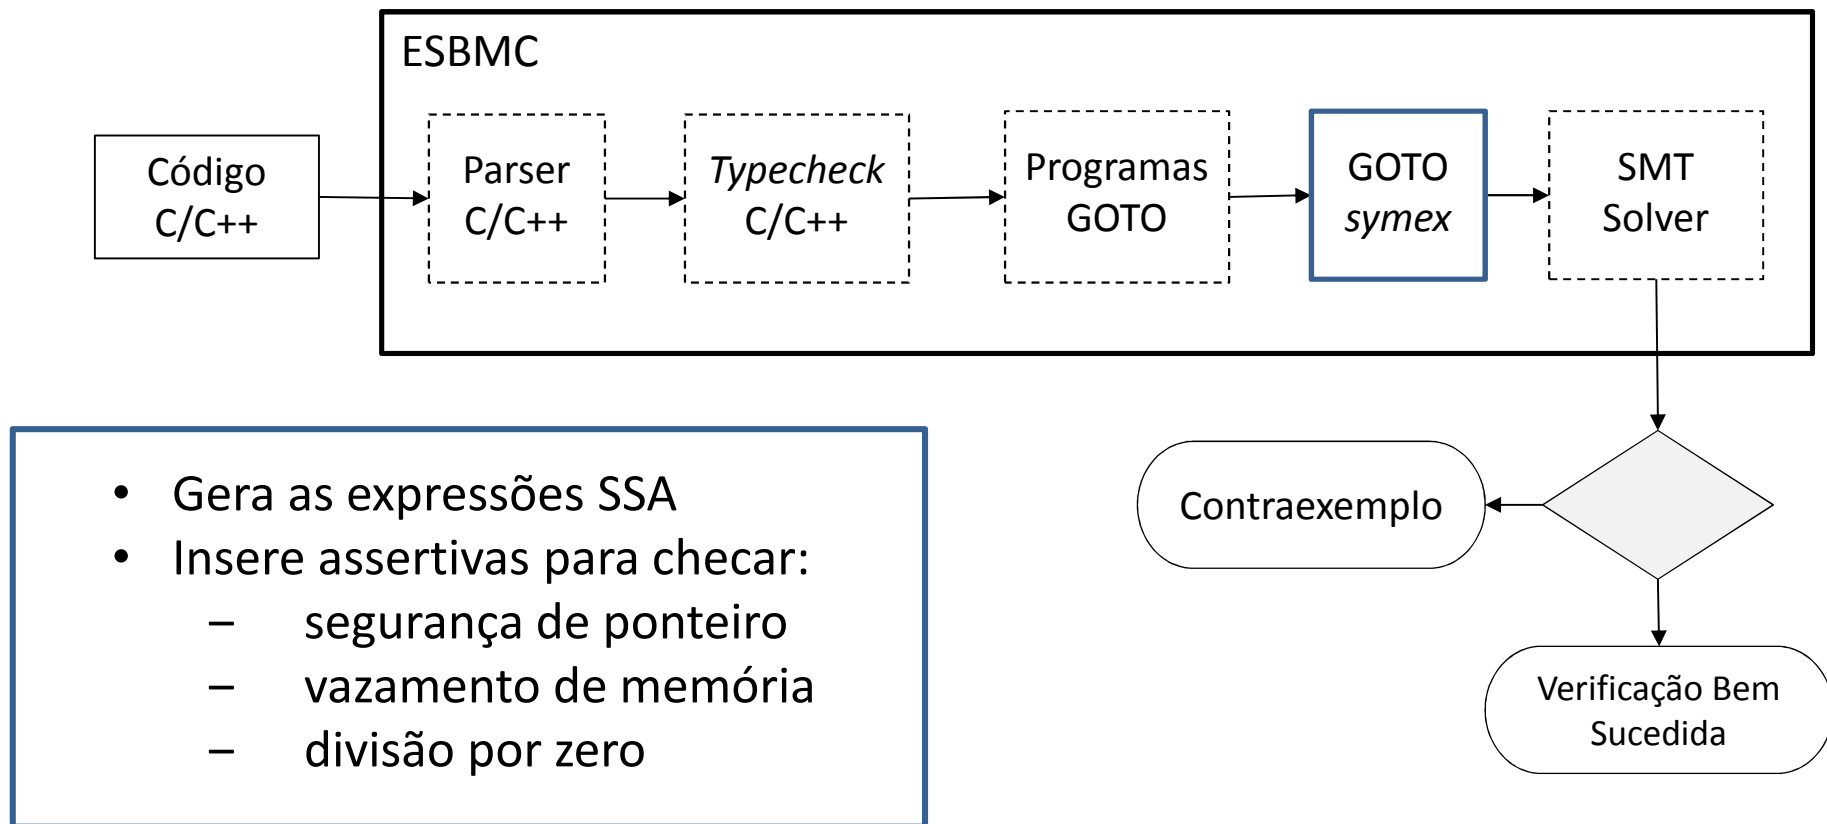 ESBMC
Código
C/C++
Parser
C/C++
Typecheck
C/C++
Programas
GOTO
GOTO
symex
SMT
Solver
• Gera as expressões SSA
• Insere assertivas para checar:
– segurança de ponteiro
– vazamento de memória
– divisão por zero
Contraexemplo
Verificação Bem
Sucedida